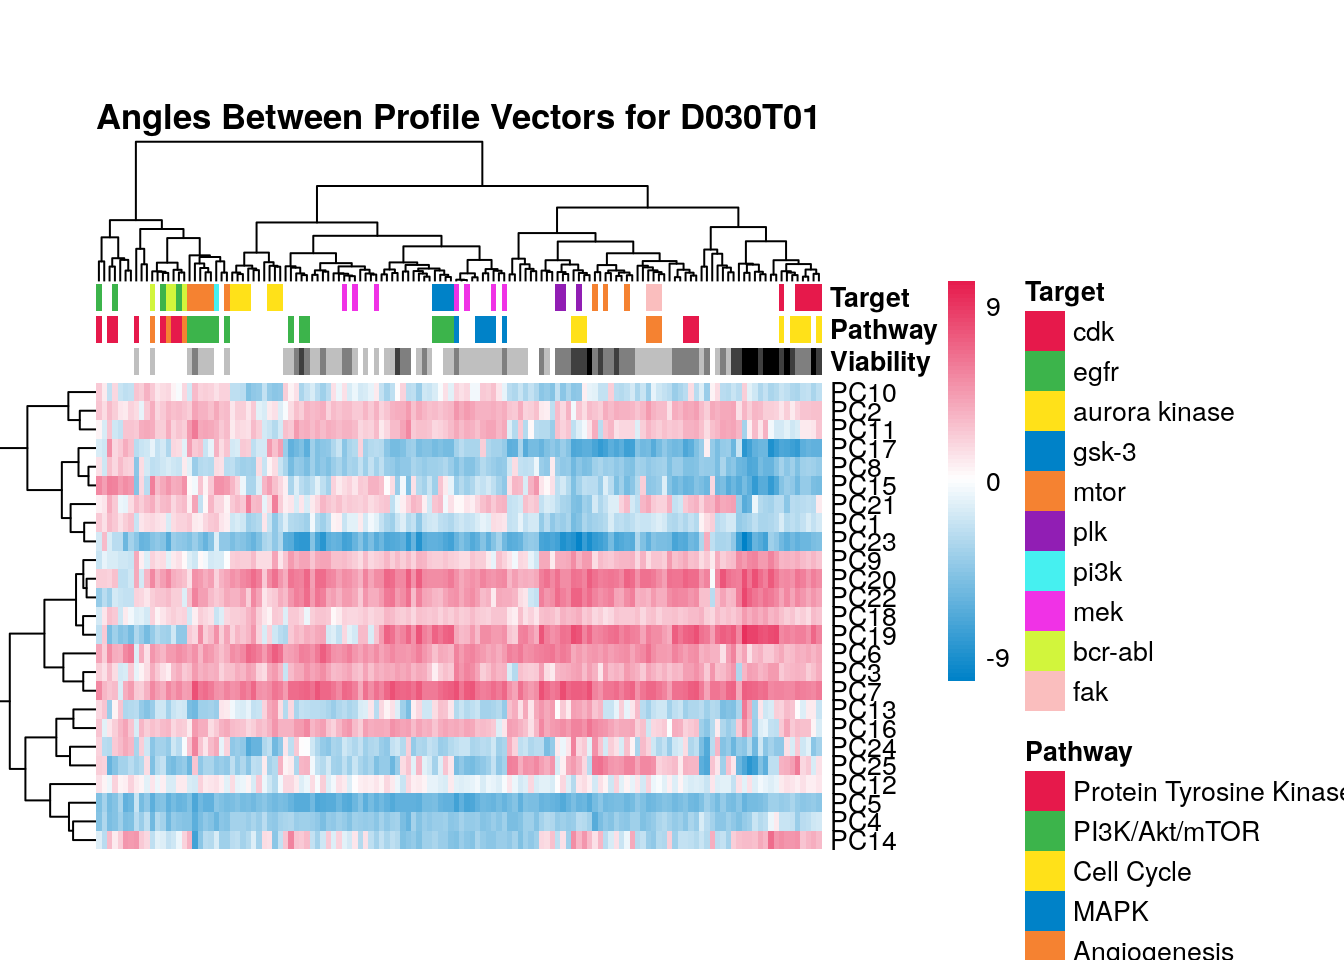 Angles Between Profile Vectors for D030T01
Target
Pathway
Viability
PC10
PC2
PC11
PC17
PC8
PC15
PC21
PC1
PC23
PC9
PC20
PC22
PC18
PC19
PC6
PC3
PC7
PC13
PC16
PC24
PC25
PC12
PC5
PC4
PC14
9
0
-9
Target
cdk
egfr
aurora kinase
gsk-3
mtor
plk
pi3k
mek
bcr-abl
fak
Pathway
Protein Tyrosine Kinase
PI3K/Akt/mTOR
Cell Cycle
MAPK
Angiogenesis